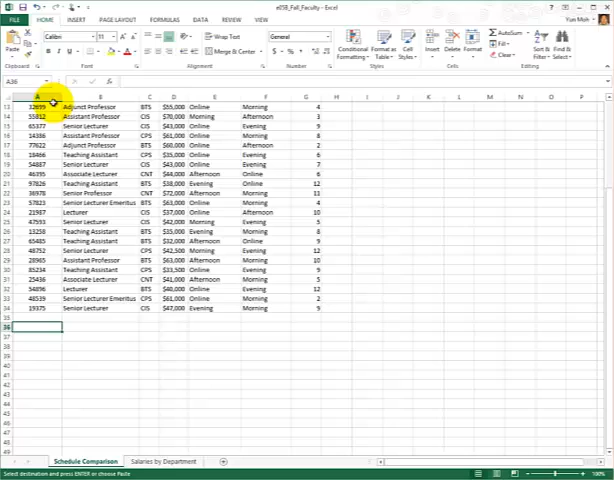 e058_Fall_Faculty - Excel
Yun Moh
FILE HOME INSERT PAGE LAYOUT FORMULAS DATA REVIEW VIEW
Calibri 11 Wrap Text General Conditional Formatting Format as Table Cell Styles Insert Delete Format AutoSum Fill Clear Sort & Filter Find & Select
Paste Merge & Center
Clipboard Font Alignment Number Styles Cells Editing
A36
A B C D E F G H I J K L M N O P
13 32699 Adjunct Professor BTS $55,000 Online Morning 4
14 55812 Assistant Professor CIS $70,000 Morning Afternoon 3
15 65377 Senior Lecturer CIS $43,000 Online Evening 9
16 14386 Assistant Professor CPS $61,000 Online Morning 8
17 77622 Adjunct Professor BTS $60,000 Online Afternoon 2
18 18466 Teaching Assistant CPS $35,000 Online Evening 6
19 54887 Senior Lecturer CIS $43,000 Online Evening 7
20 46395 Associate Lecturer CNT $44,000 Afternoon Online 6
21 97826 Teaching Assistant BTS $38,000 Evening Online 12
22 36978 Senior Professor CNT $72,000 Afternoon Morning 11
23 57823 Senior Lecturer Emeritus BTS $63,000 Online Morning 4
24 21987 Lecturer CIS $37,000 Online Afternoon 10
25 47593 Senior Lecturer CIS $42,000 Morning Evening 5
26 13258 Teaching Assistant BTS $35,000 Evening Morning 8
27 65485 Teaching Assistant BTS $32,000 Afternoon Online 9
28 48752 Senior Lecturer CPS $42,500 Morning Evening 12
29 28965 Assistant Professor BTS $63,000 Afternoon Morning 10
30 85234 Teaching Assistant CPS $33,500 Online Evening 9
31 25436 Associate Lecturer CNT $41,000 Afternoon Morning 5
32 54896 Lecturer BTS $40,000 Online Evening 12
33 48539 Senior Lecturer Emeritus CPS $61,000 Online Morning 2
34 19375 Senior Lecturer CIS $47,000 Evening Morning 9
35
36
37
38
39
40
41
42
43
44
45
46
47
48
49
Schedule Comparison Salaries by Department
Select destination and press ENTER or choose Paste 100%